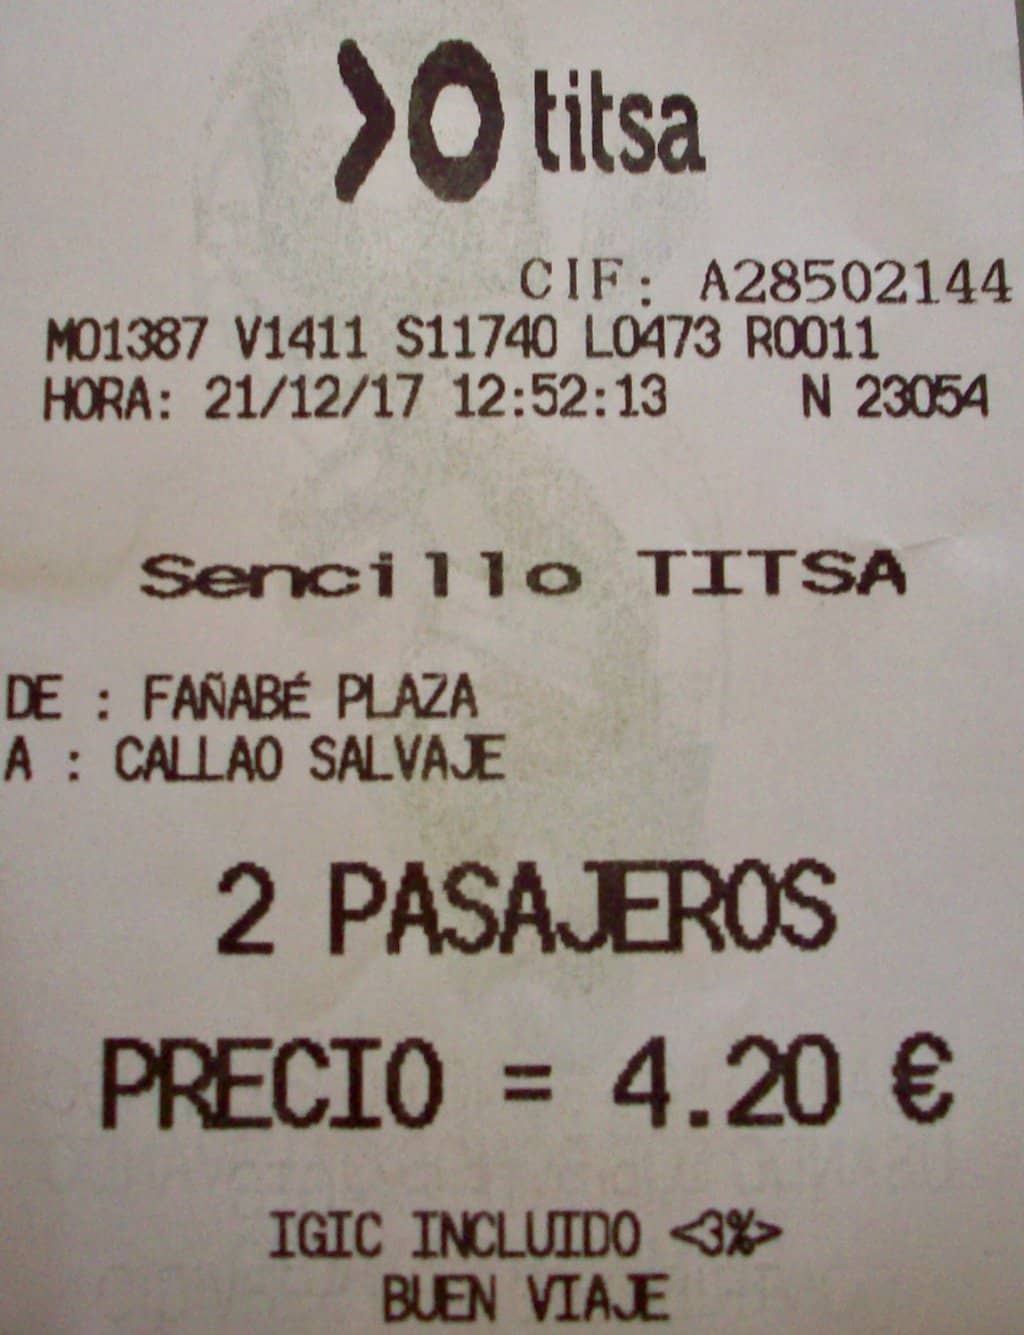 titsa
CIF: A28502144
M01387 V1411 S11740 L0473 R0011
HORA: 21/12/17 12:52:13 N 23054
Sencillo TITSA
DE : FAÑABÉ PLAZA
A : CALLAO SALVAJE
2 PASAJEROS
PRECIO = 4.20 €
IGIC INCLUIDO <3%>
BUEN VIAJE